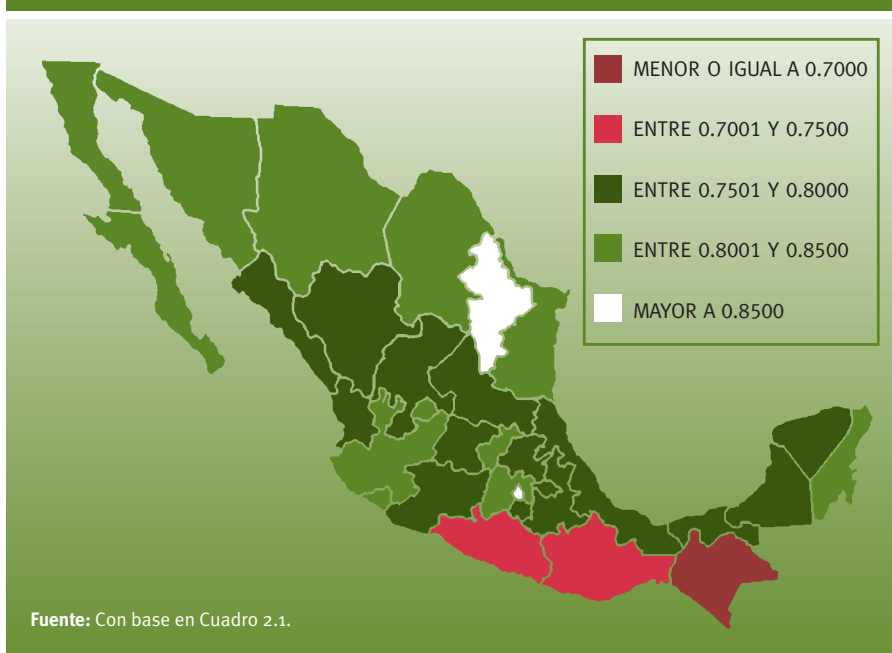 MENOR O IGUAL A 0.7000
ENTRE 0.7001 Y 0.7500
ENTRE 0.7501 Y 0.8000
ENTRE 0.8001 Y 0.8500
MAYOR A 0.8500
Fuente: Con base en Cuadro 2.1.